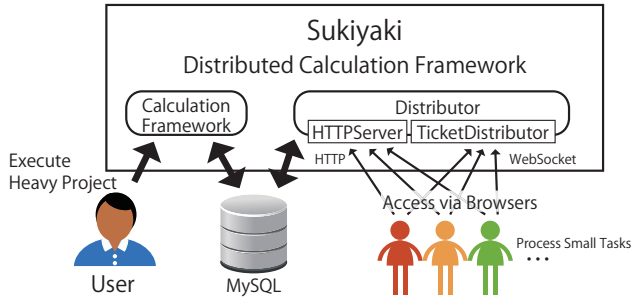 Sukiyaki
Distributed Calculation Framework
Calculation
Framework
Distributor
HTTPServer
TicketDistributor
HTTP
WebSocket
Execute
Heavy Project
Access via Browsers
Process Small Tasks
...
User
MySQL